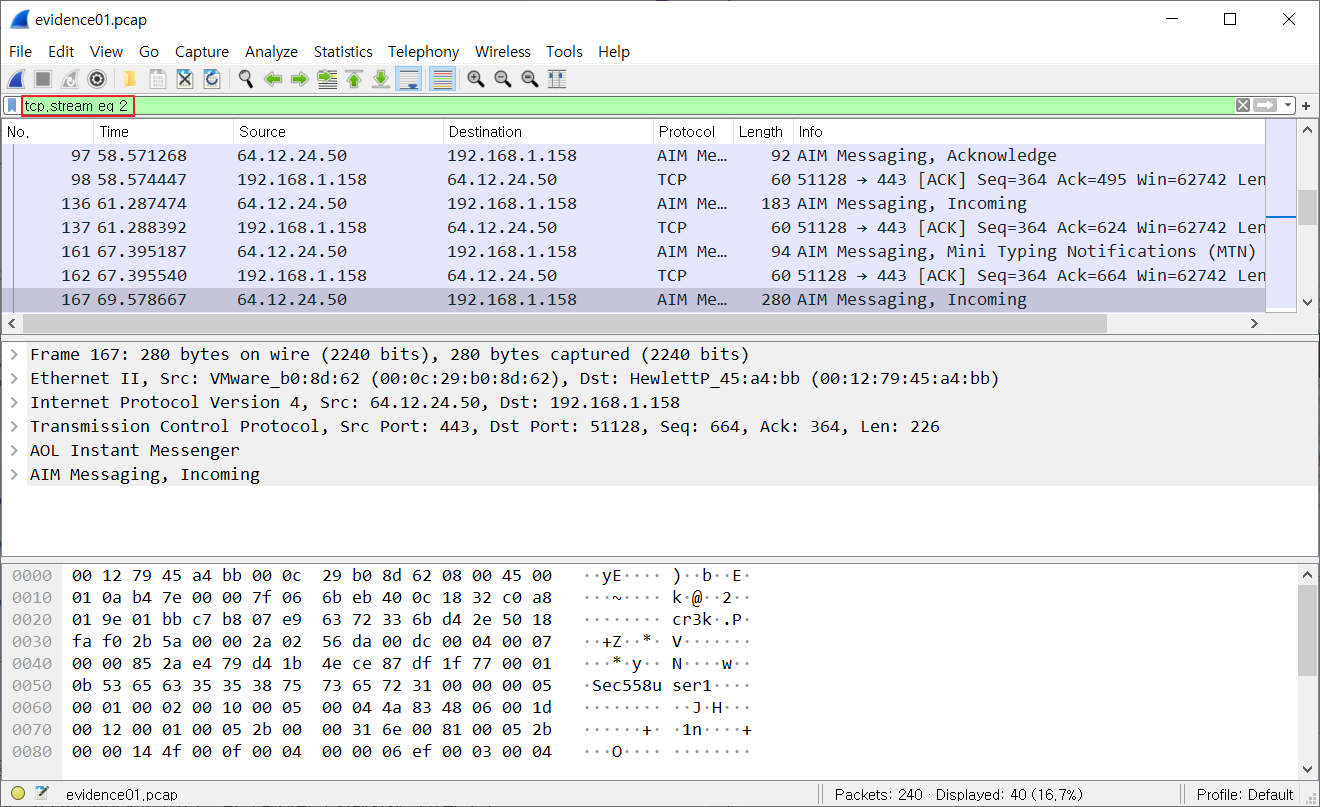 evidence01.pcap
File Edit View Go Capture Analyze Statistics Telephony Wireless Tools Help
tcp.stream eq 2
No. Time Source Destination Protocol Length Info
97 58.571268 64.12.24.50 192.168.1.158 AIM Me… 92 AIM Messaging, Acknowledge
98 58.574447 192.168.1.158 64.12.24.50 TCP 60 51128 → 443 [ACK] Seq=364 Ack=495 Win=62742 Len
136 61.287474 64.12.24.50 192.168.1.158 AIM Me… 183 AIM Messaging, Incoming
137 61.288392 192.168.1.158 64.12.24.50 TCP 60 51128 → 443 [ACK] Seq=364 Ack=624 Win=62742 Len
161 67.395187 64.12.24.50 192.168.1.158 AIM Me… 94 AIM Messaging, Mini Typing Notifications (MTN)
162 67.395540 192.168.1.158 64.12.24.50 TCP 60 51128 → 443 [ACK] Seq=364 Ack=664 Win=62742 Len
167 69.578667 64.12.24.50 192.168.1.158 AIM Me… 280 AIM Messaging, Incoming
Frame 167: 280 bytes on wire (2240 bits), 280 bytes captured (2240 bits)
Ethernet II, Src: VMware_b0:8d:62 (00:0c:29:b0:8d:62), Dst: HewlettP_45:a4:bb (00:12:79:45:a4:bb)
Internet Protocol Version 4, Src: 64.12.24.50, Dst: 192.168.1.158
Transmission Control Protocol, Src Port: 443, Dst Port: 51128, Seq: 664, Ack: 364, Len: 226
AOL Instant Messenger
AIM Messaging, Incoming
0000 00 12 79 45 a4 bb 00 0c 29 b0 8d 62 08 00 45 00 ··yE···· )··b··E·
0010 01 0a b4 7e 00 00 7f 06 6b eb 40 0c 18 32 c0 a8 ···~···· k·@··2··
0020 01 9e 01 bb c7 b8 07 e9 63 72 33 6b d4 2e 50 18 ········ cr3k·.P·
0030 fa f0 2b 5a 00 00 2a 02 56 da 00 dc 00 04 00 07 ··+Z··*· V·······
0040 00 00 85 2a e4 79 d4 1b 4e ce 87 df 1f 77 00 01 ···*·y·· N····w··
0050 0b 53 65 63 35 35 38 75 73 65 72 31 00 00 00 05 ·Sec558u ser1····
0060 00 01 00 02 00 10 00 05 00 04 4a 83 48 06 00 1d ········ ··J·H···
0070 00 12 00 01 00 05 2b 00 00 31 6e 00 81 00 05 2b ······+· ·1n····+
0080 00 00 14 4f 00 0f 00 04 00 00 06 ef 00 03 00 04 ···O···· ········
evidence01.pcap Packets: 240 · Displayed: 40 (16.7%) Profile: Default